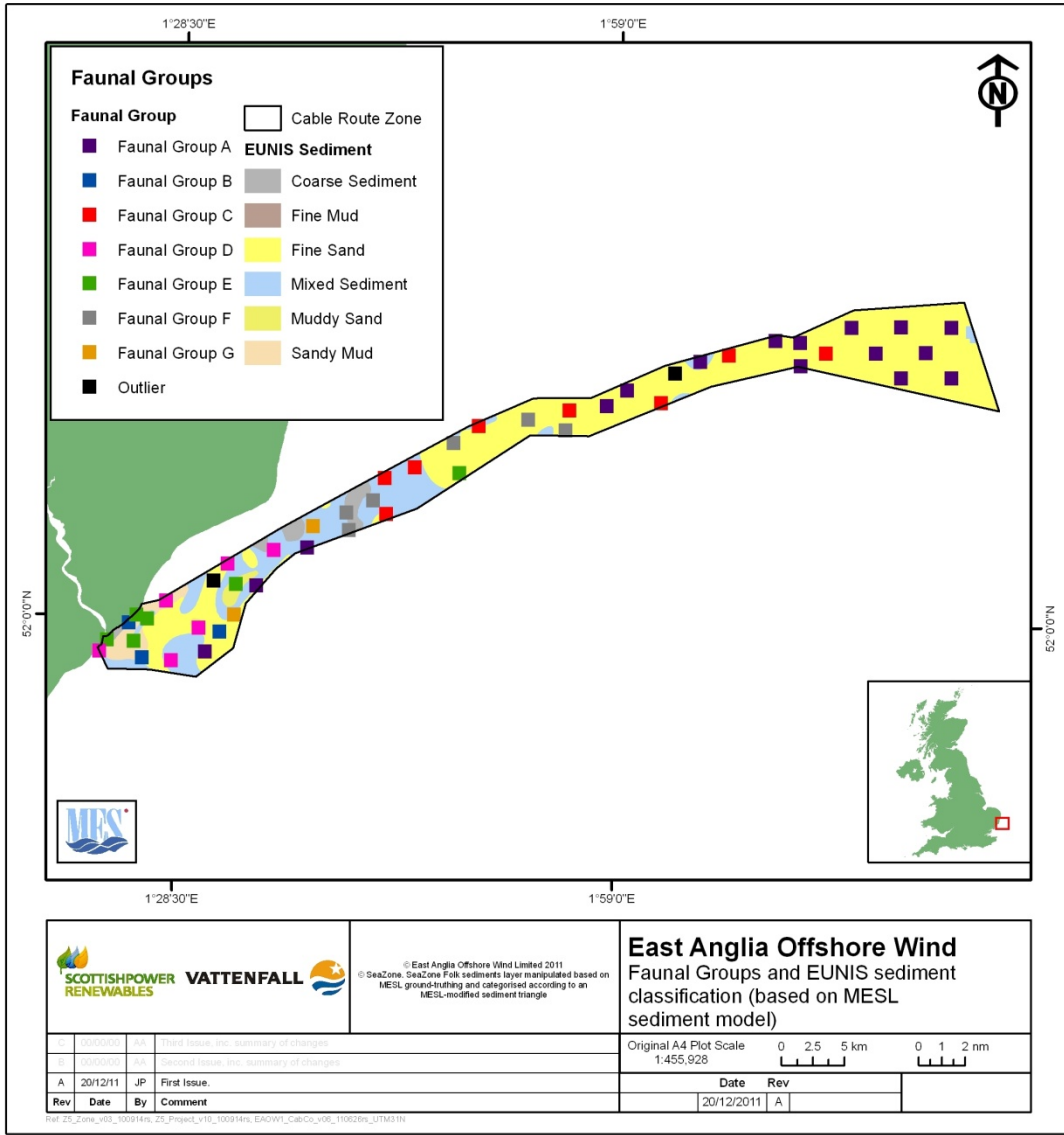 1°28'30"E
1°59'0"E
Faunal Groups
Faunal Group
Faunal Group A
Faunal Group B
Faunal Group C
Faunal Group D
Faunal Group E
Faunal Group F
Faunal Group G
Outlier
Cable Route Zone
EUNIS Sediment
Coarse Sediment
Fine Mud
Fine Sand
Mixed Sediment
Muddy Sand
Sandy Mud
N
52°0'0"N
52°0'0"N
MES
1°28'30"E
1°59'0"E
SCOTTISHPOWER
RENEWABLES
VATTENFALL
© East Anglia Offshore Wind Limited 2011
© SeaZone. SeaZone Folk sediments layer manipulated based on
MESL ground-truthing and categorised according to an
MESL-modified sediment triangle
East Anglia Offshore Wind
Faunal Groups and EUNIS sediment
classification (based on MESL
sediment model)
C 00/00/00 AA Third Issue, inc. summary of changes
B 00/00/00 AA Second Issue, inc. summary of changes
A 20/12/11 JP First Issue.
Rev Date By Comment
Original A4 Plot Scale
1:455,928
0 2.5 5 km
0 1 2 nm
Date Rev
20/12/2011 A
Ref: Z5_Zone_v03_100914rs, Z5_Project_v10_100914rs, EAOW1_CabCo_v06_110826rs_UTM31N